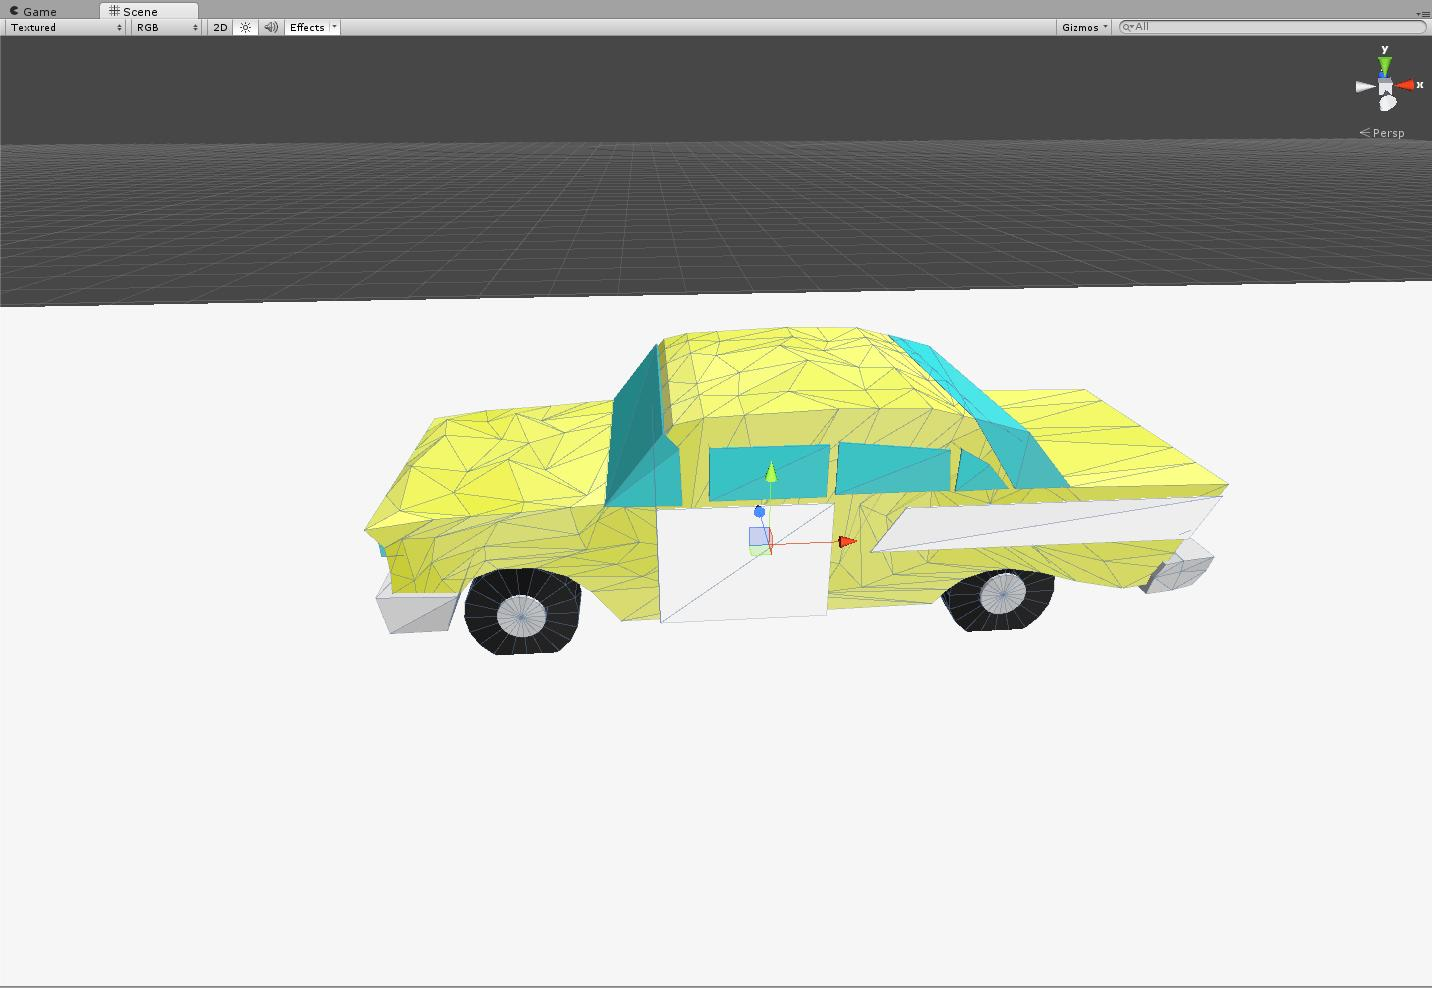 Game Scene
Textured RGB 2D Effects Gizmos All
y
x
Persp